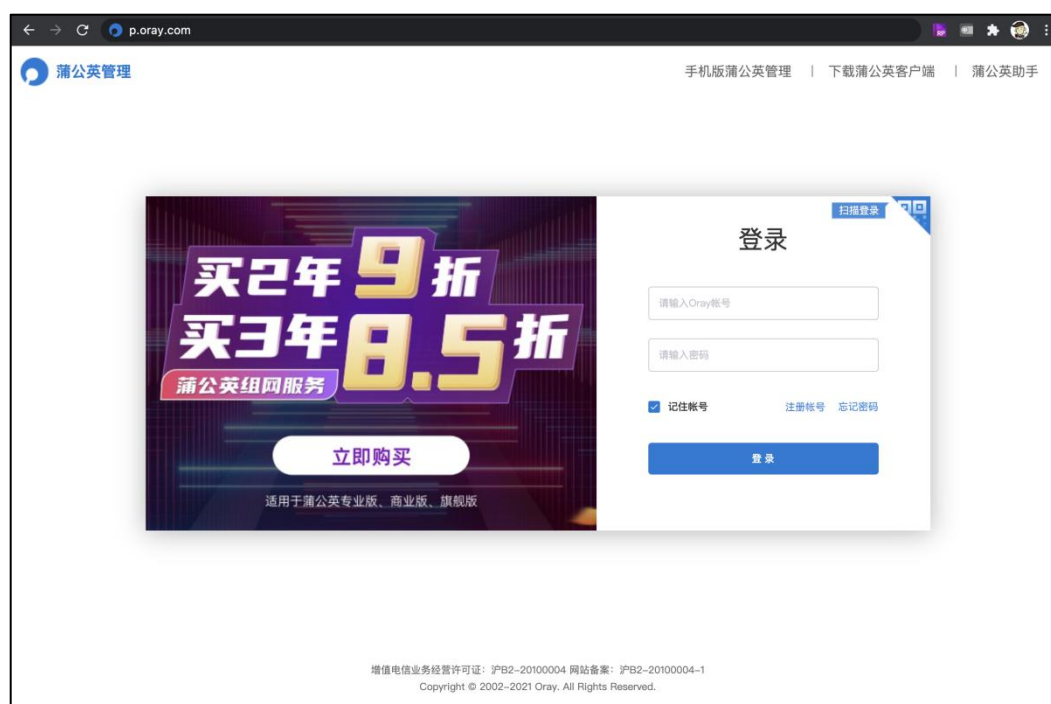 p.oray.com
蒲公英管理
手机版蒲公英管理 | 下载蒲公英客户端 | 蒲公英助手
买2年9折
买3年8.5折
蒲公英组网服务
立即购买
适用于蒲公英专业版、商业版、旗舰版
扫描登录
登录
请输入Oray帐号
请输入密码
记住帐号 注册帐号 忘记密码
登录
增值电信业务经营许可证：沪B2-20100004 网站备案：沪B2-20100004-1
Copyright © 2002-2021 Oray. All Rights Reserved.